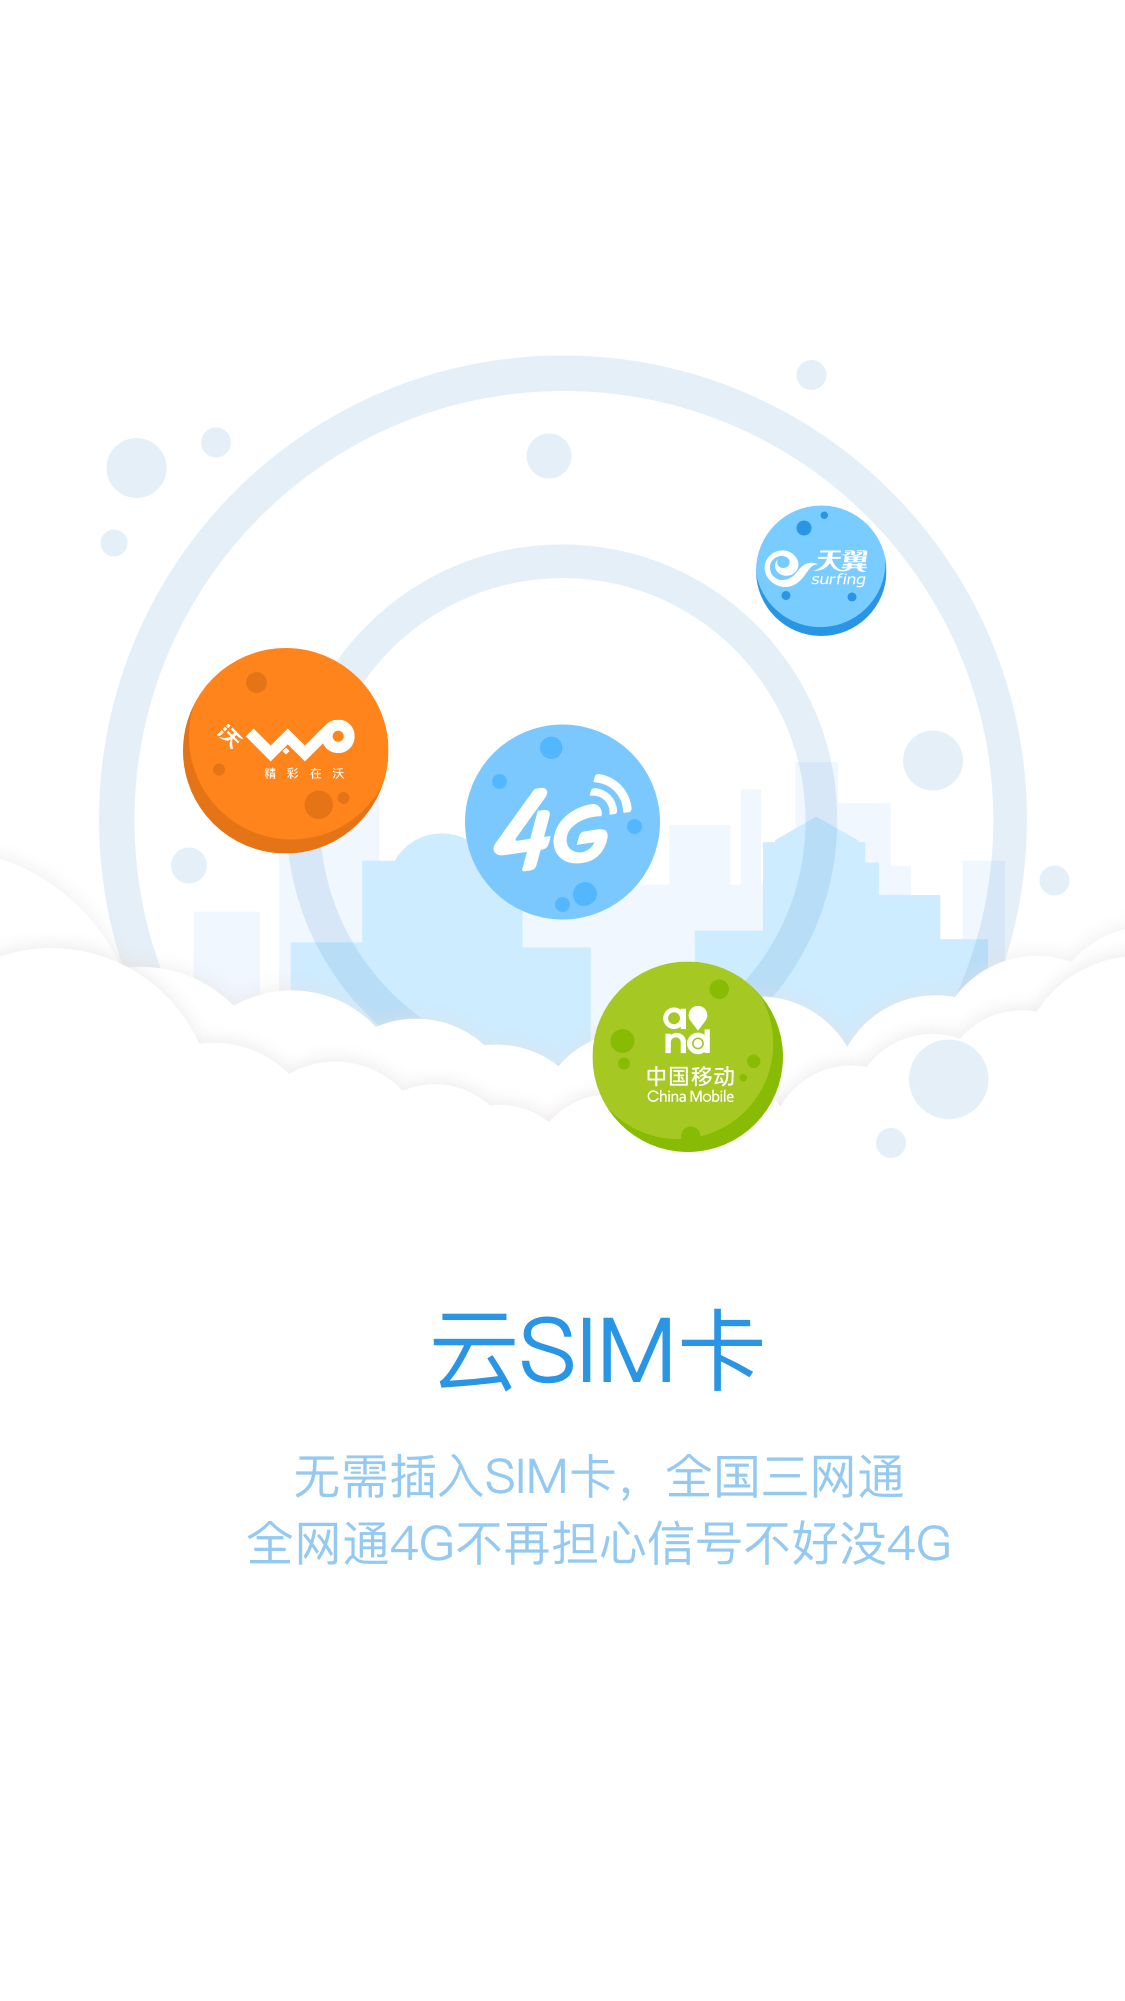 天翼
surfing
沃 WO
精彩在沃
4G
and
中国移动
China Mobile
云SIM卡
无需插入SIM卡，全国三网通
全网通4G不再担心信号不好没4G